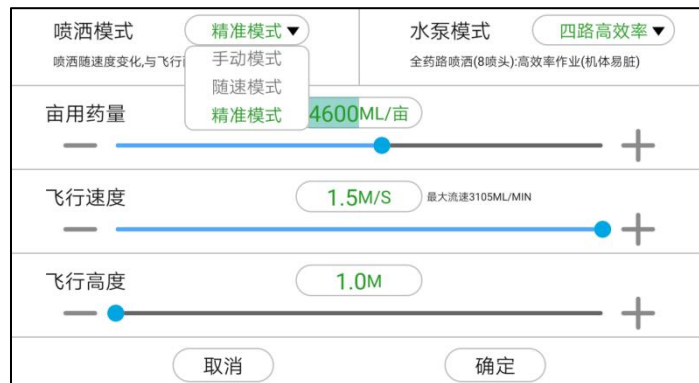 喷洒模式
精准模式
水泵模式
四路高效率
喷洒随速度变化,与飞行
全药路喷洒(8喷头):高效率作业(机体易脏)
手动模式
随速模式
精准模式
亩用药量
4600ML/亩
飞行速度
1.5M/S
最大流速3105ML/MIN
飞行高度
1.0M
取消
确定